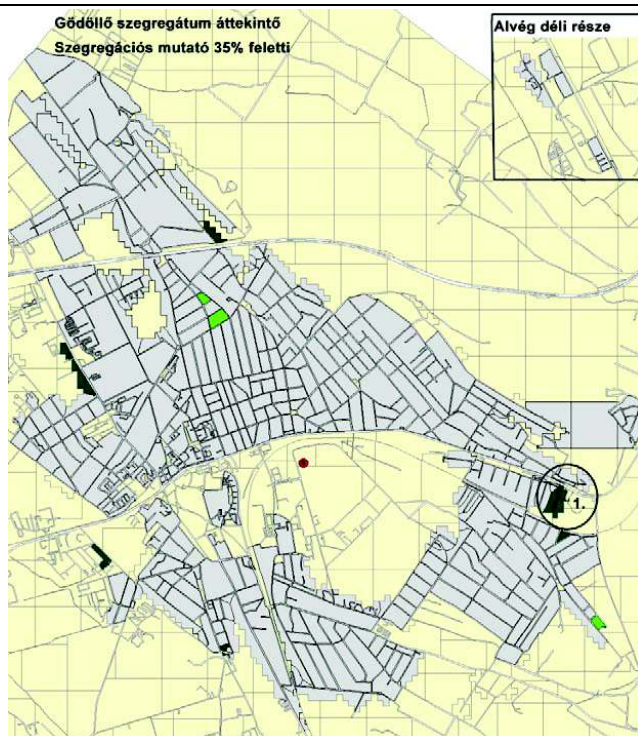 Gödöllő szegregátum áttekintő
Szegregációs mutató 35% feletti
Alvég déli része
1.